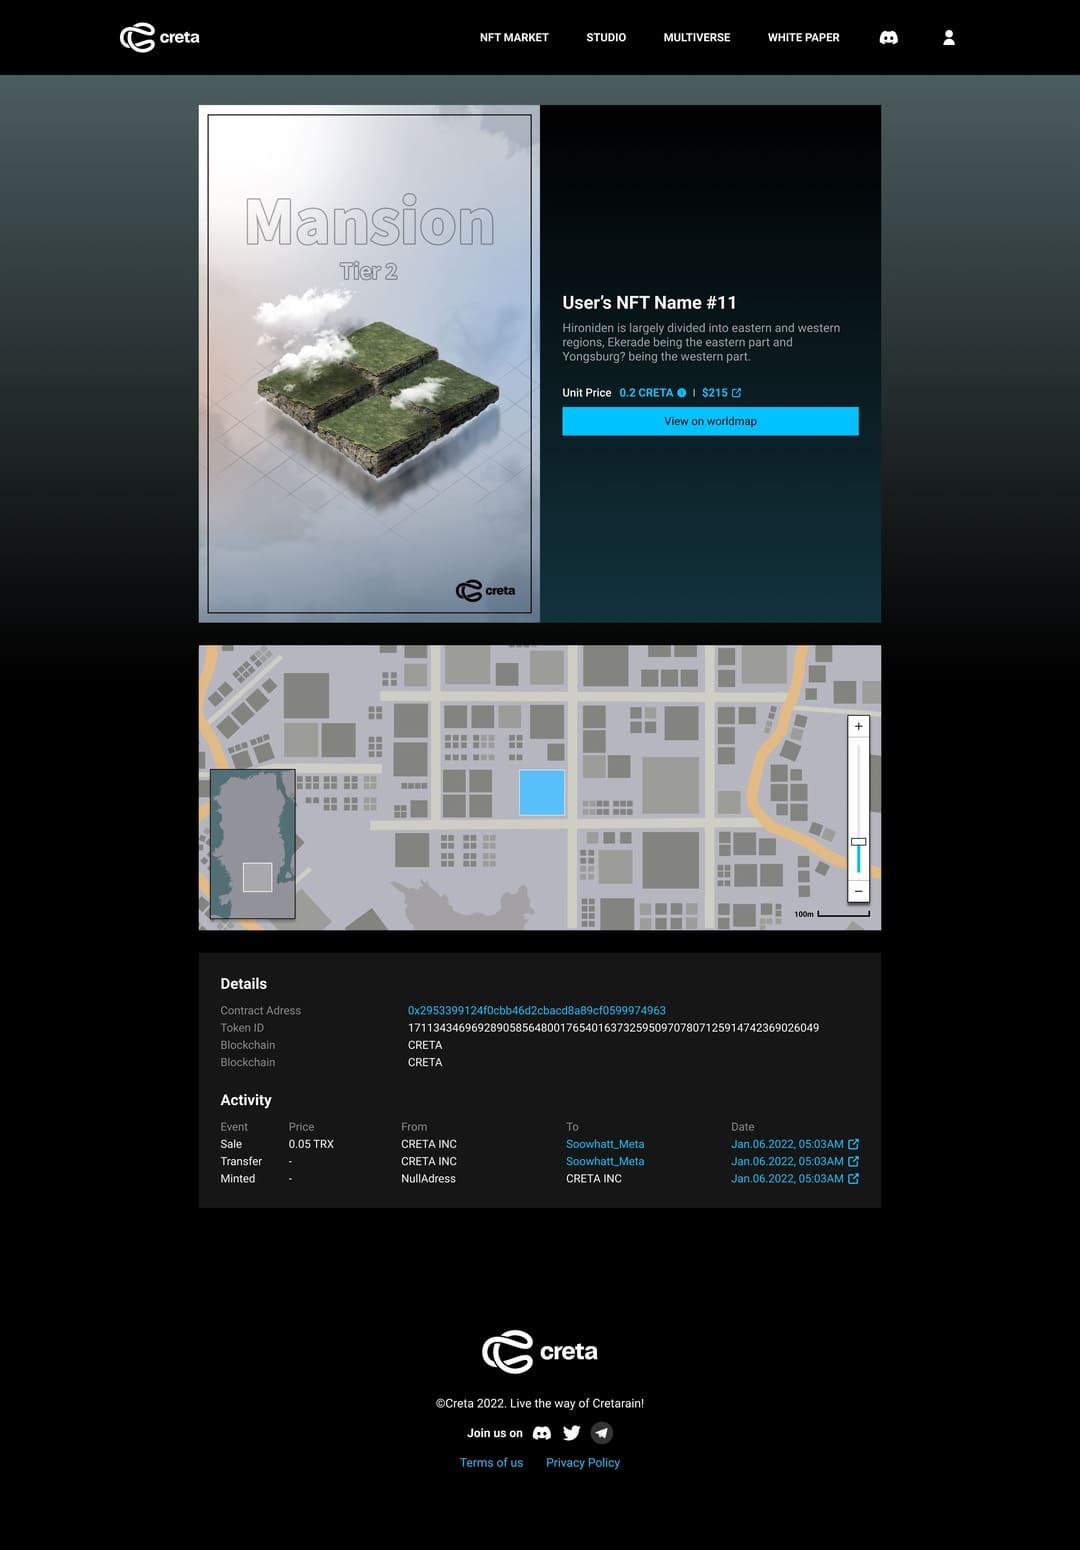 creta
NFT MARKET STUDIO MULTIVERSE WHITE PAPER
Mansion
Tier 2
creta
User’s NFT Name #11
Hironiden is largely divided into eastern and western
regions, Ekerade being the eastern part and
Yongsburg? being the western part.
Unit Price 0.2 CRETA | $215
View on worldmap
+
−
100m
Details
Contract Adress 0x2953399124f0cbb46d2cbacd8a89cf0599974963
Token ID 17113434696928905856480017654016373259509707807125914742369026049
Blockchain CRETA
Blockchain CRETA
Activity
Event Price From To Date
Sale 0.05 TRX CRETA INC Soowhatt_Meta Jan.06.2022, 05:03AM
Transfer - CRETA INC Soowhatt_Meta Jan.06.2022, 05:03AM
Minted - NullAdress CRETA INC Jan.06.2022, 05:03AM
creta
©Creta 2022. Live the way of Cretarain!
Join us on
Terms of us Privacy Policy